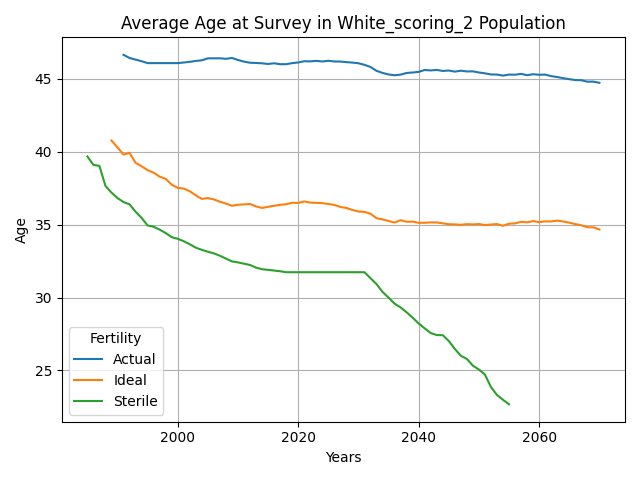 Average Age at Survey in White_scoring_2 Population
Age
45
40
35
30
25
Fertility
Actual
Ideal
Sterile
2000 2020 2040 2060
Years